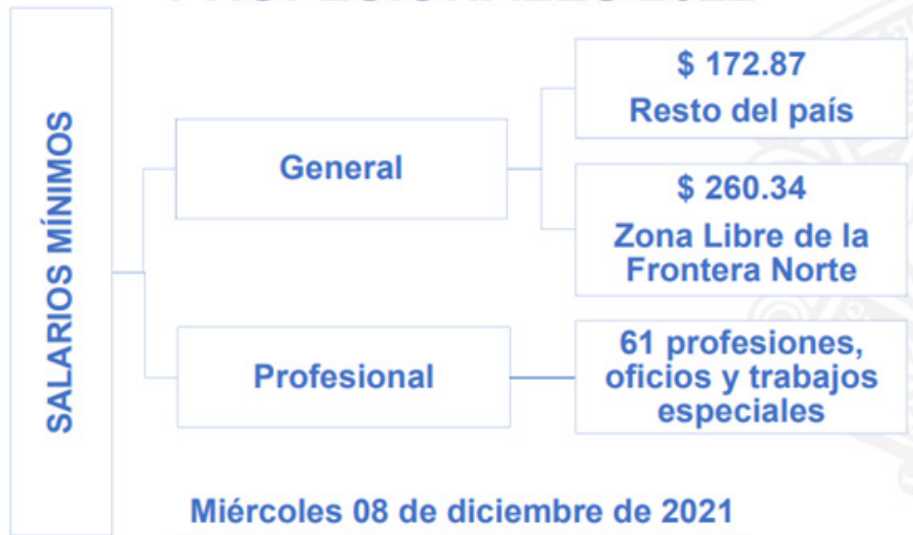 SALARIOS MÍNIMOS
General
$ 172.87
Resto del país
$ 260.34
Zona Libre de la
Frontera Norte
Profesional
61 profesiones,
oficios y trabajos
especiales
Miércoles 08 de diciembre de 2021